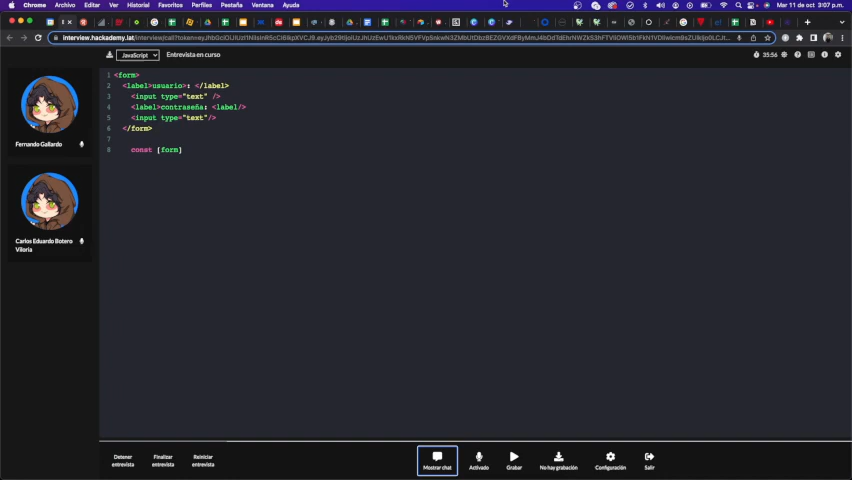 Chrome Archivo Editar Ver Historial Favoritos Perfiles Pestaña Ventana Ayuda Mar 11 de oct 3:07 p.m.
JavaScript Entrevista en curso 35:56
Fernando Gallardo
Carlos Eduardo Botero
Viloria
1 <form>
2 <label>usuario>: </label>
3 <input type="text" />
4 <label>contraseña: <label/>
5 <input type="text"/>
6 </form>
7
8 const [form]
Detener
entrevista
Finalizar
entrevista
Reiniciar
entrevista
Mostrar chat
Activado
Grabar
No hay grabación
Configuración
Salir